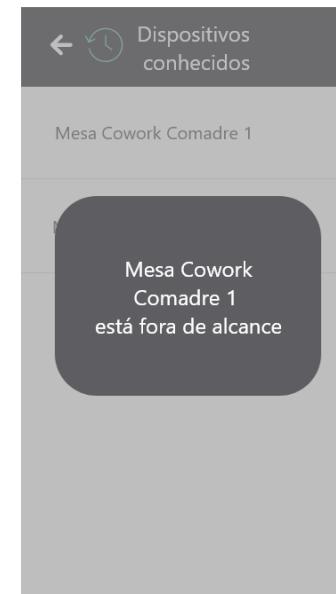 Dispositivos
conhecidos
Mesa Cowork Comadre 1
Mesa Cowork
Comadre 1
está fora de alcance